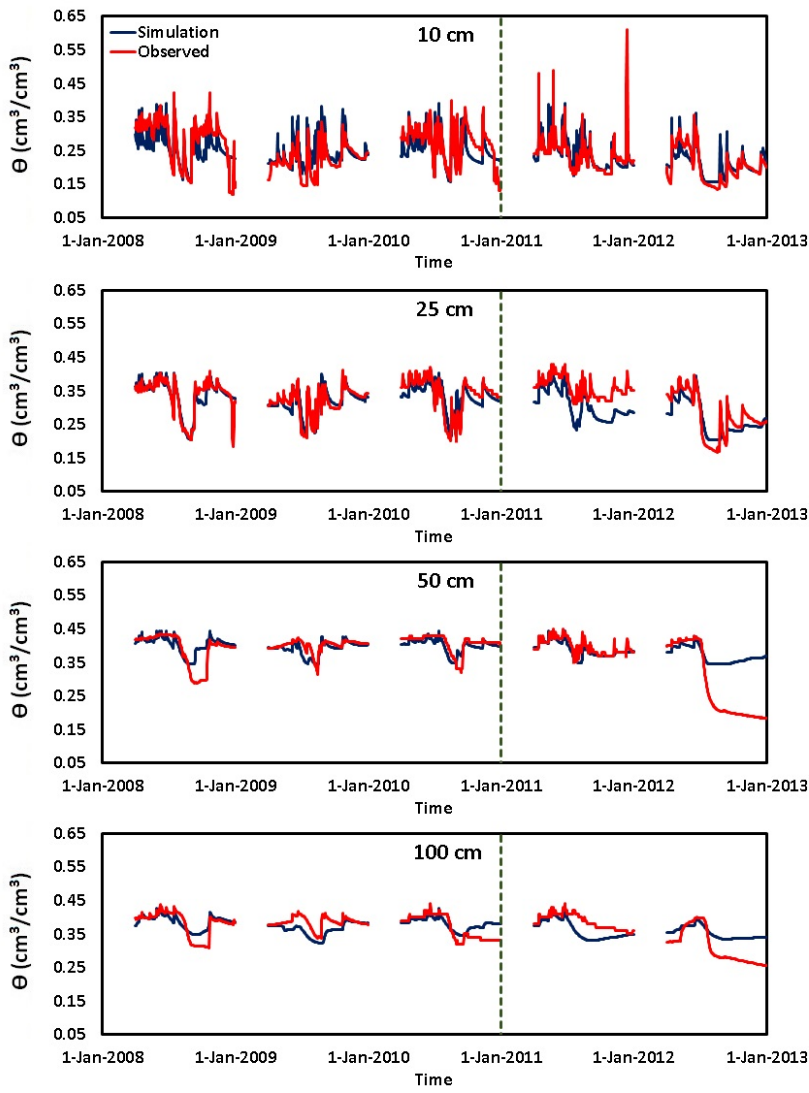 0.65
Simulation
10 cm
Observed
0.55
0.45
0.35
0.25
0.15
0.05
Θ (cm³/cm³)
1-Jan-2008 1-Jan-2009 1-Jan-2010 1-Jan-2011 1-Jan-2012 1-Jan-2013
Time
0.65
25 cm
0.55
0.45
0.35
0.25
0.15
0.05
Θ (cm³/cm³)
1-Jan-2008 1-Jan-2009 1-Jan-2010 1-Jan-2011 1-Jan-2012 1-Jan-2013
Time
0.65
50 cm
0.55
0.45
0.35
0.25
0.15
0.05
Θ (cm³/cm³)
1-Jan-2008 1-Jan-2009 1-Jan-2010 1-Jan-2011 1-Jan-2012 1-Jan-2013
Time
0.65
100 cm
0.55
0.45
0.35
0.25
0.15
0.05
Θ (cm³/cm³)
1-Jan-2008 1-Jan-2009 1-Jan-2010 1-Jan-2011 1-Jan-2012 1-Jan-2013
Time